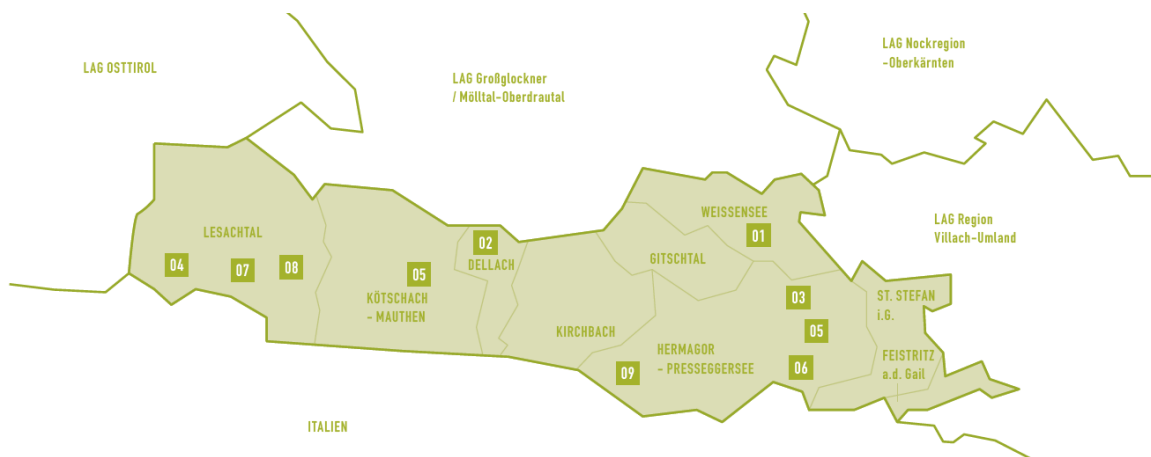 LAG OSTTIROL
LAG Großglockner
/ Mölltal-Oberdrautal
LAG Nockregion
-Oberkärnten
LAG Region
Villach-Umland
WEISSENSEE
01
LESACHTAL
04
07
08
02
DELLACH
05
KÖTSCHACH
- MAUTHEN
GITSCHTAL
KIRCHBACH
03
05
06
HERMAGOR
- PRESSEGGERSEE
09
ST. STEFAN
i.G.
FEISTRITZ
a.d. Gail
ITALIEN